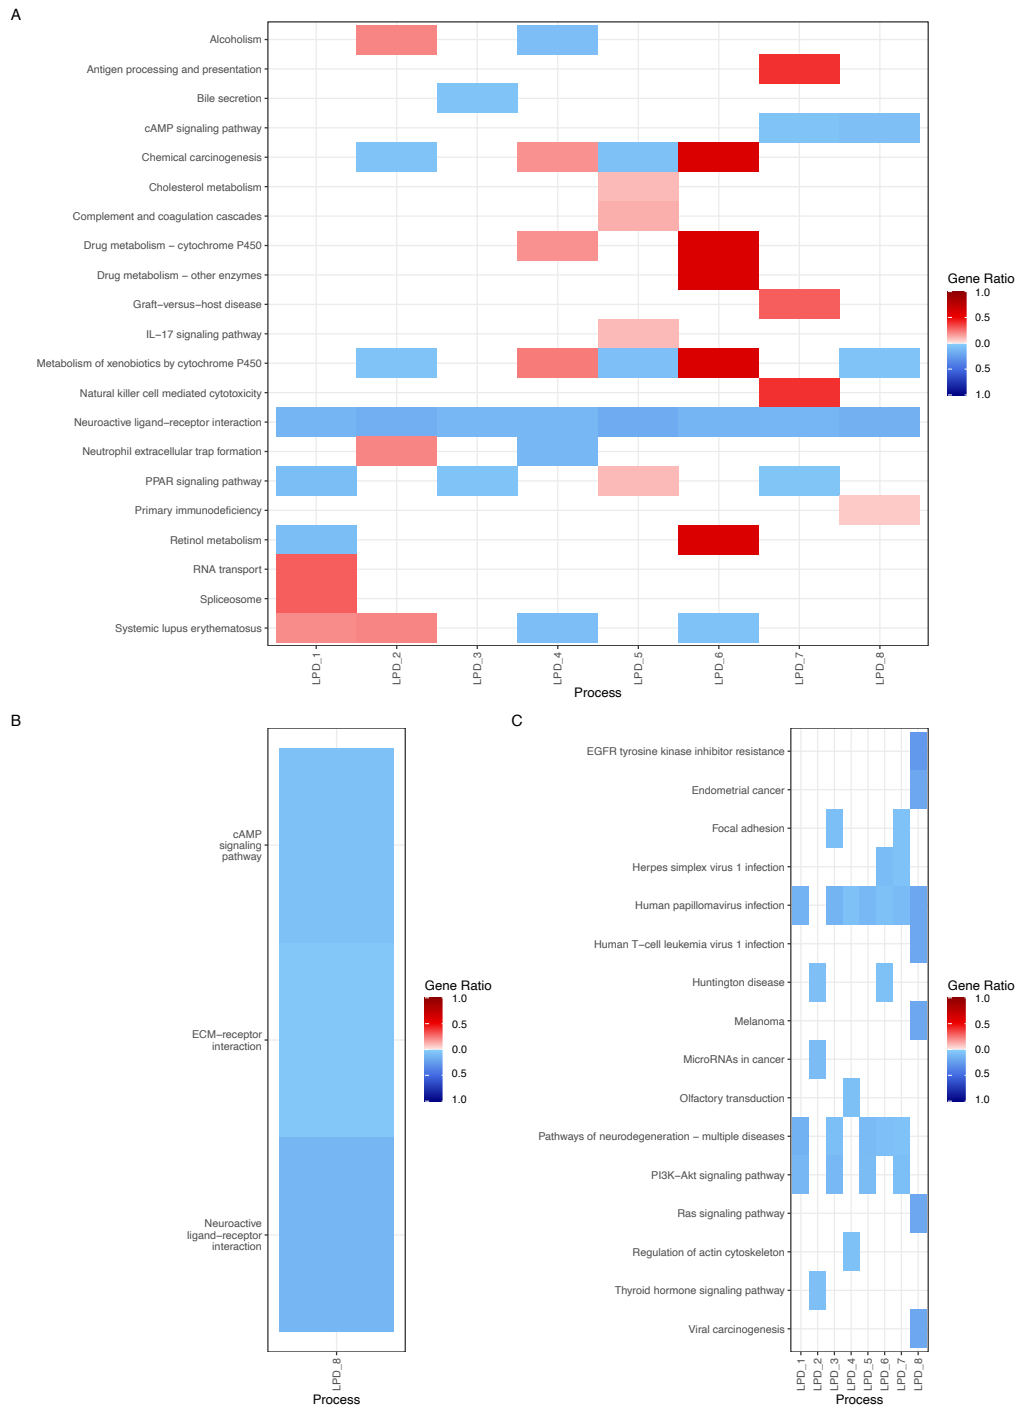 A
Alcoholism
Antigen processing and presentation
Bile secretion
cAMP signaling pathway
Chemical carcinogenesis
Cholesterol metabolism
Complement and coagulation cascades
Drug metabolism − cytochrome P450
Drug metabolism − other enzymes
Graft−versus−host disease
IL−17 signaling pathway
Metabolism of xenobiotics by cytochrome P450
Natural killer cell mediated cytotoxicity
Neuroactive ligand−receptor interaction
Neutrophil extracellular trap formation
PPAR signaling pathway
Primary immunodeficiency
Retinol metabolism
RNA transport
Spliceosome
Systemic lupus erythematosus
LPD_1
LPD_2
LPD_3
LPD_4
LPD_5
LPD_6
LPD_7
LPD_8
Process
Gene Ratio
1.0
0.5
0.0
0.5
1.0
B
cAMP
signaling
pathway
ECM−receptor
interaction
Neuroactive
ligand−receptor
interaction
LPD_8
Process
Gene Ratio
1.0
0.5
0.0
0.5
1.0
C
EGFR tyrosine kinase inhibitor resistance
Endometrial cancer
Focal adhesion
Herpes simplex virus 1 infection
Human papillomavirus infection
Human T−cell leukemia virus 1 infection
Huntington disease
Melanoma
MicroRNAs in cancer
Olfactory transduction
Pathways of neurodegeneration − multiple diseases
PI3K−Akt signaling pathway
Ras signaling pathway
Regulation of actin cytoskeleton
Thyroid hormone signaling pathway
Viral carcinogenesis
LPD_1
LPD_2
LPD_3
LPD_4
LPD_5
LPD_6
LPD_7
LPD_8
Process
Gene Ratio
1.0
0.5
0.0
0.5
1.0